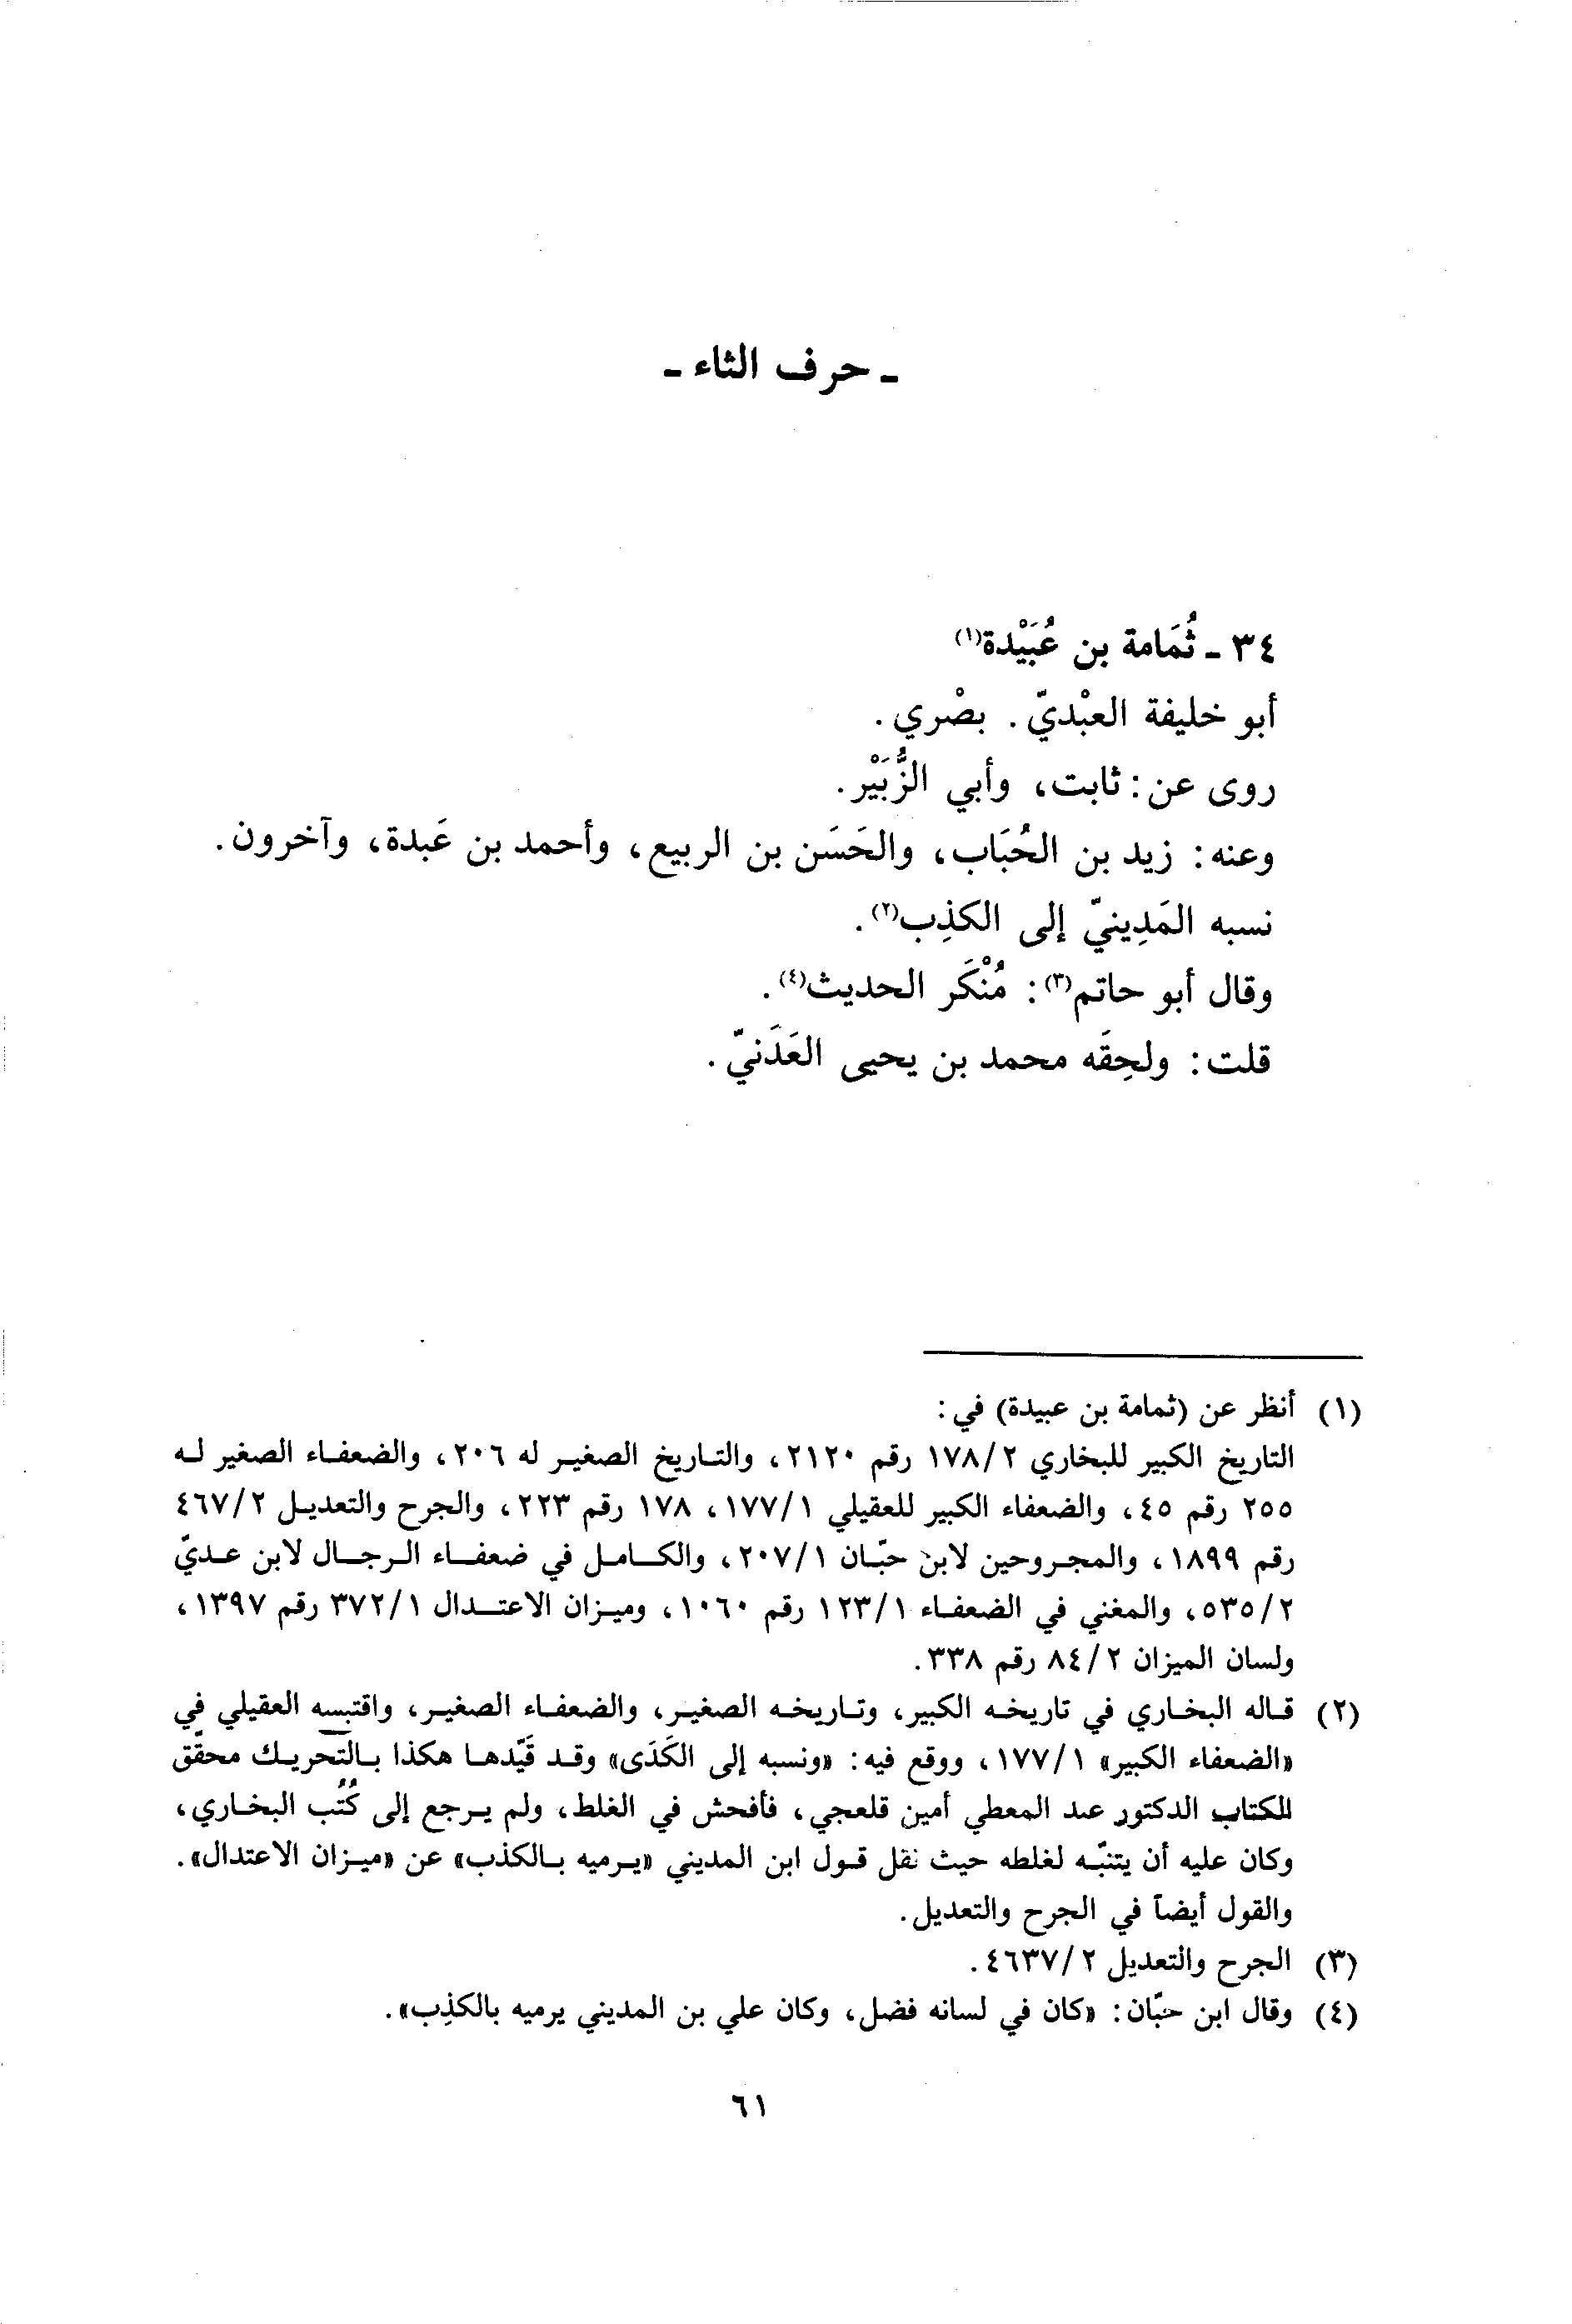 ـ حرف الثاء ـ
٣٤ ـ ثُمَامة بن عُبَيْدة(١)
أبو خليفة العبْديّ. بصْري.
روى عن: ثابت، وأبي الزُّبَيْر.
وعنه: زيد بن الحُبَاب، والحَسَن بن الربيع، وأحمد بن عَبدة، وآخرون.
نسبه المَدِينيّ إلى الكذِب(٢).
وقال أبو حاتم(٣): مُنْكَر الحديث(٤).
قلت: ولحِقَه محمد بن يحيى العَدَنيّ.
(١) أنظر عن (ثمامة بن عبيدة) في:
التاريخ الكبير للبخاري ١٧٨/٢ رقم ٢١٢٠، والتاريخ الصغير له ٢٠٦، والضعفاء الصغير له
٢٥٥ رقم ٤٥، والضعفاء الكبير للعقيلي ١٧٧/١، ١٧٨ رقم ٢٢٣، والجرح والتعديل ٤٦٧/٢
رقم ١٨٩٩، والمجروحين لابن حبّان ٢٠٧/١، والكامل في ضعفاء الرجال لابن عديّ
٥٣٥/٢، والمغني في الضعفاء ١٢٣/١ رقم ١٠٦٠، وميزان الاعتدال ٣٧٢/١ رقم ١٣٩٧،
ولسان الميزان ٨٤/٢ رقم ٣٣٨.
(٢) قاله البخاري في تاريخه الكبير، وتاريخه الصغير، والضعفاء الصغير، واقتبسه العقيلي في
«الضعفاء الكبير» ١٧٧/١، ووقع فيه: «ونسبه إلى الكَدَى» وقد قيّدها هكذا بالتحريك محقّق
الكتاب الدكتور عبد المعطي أمين قلعجي، فأفحش في الغلط، ولم يرجع إلى كُتُب البخاري،
وكان عليه أن يتنبّه لغلطه حيث نقل قول ابن المديني «يرميه بالكذب» عن «ميزان الاعتدال».
والقول أيضاً في الجرح والتعديل.
(٣) الجرح والتعديل ٤٦٣٧/٢.
(٤) وقال ابن حبّان: «كان في لسانه فضل، وكان علي بن المديني يرميه بالكذِب».
٦١